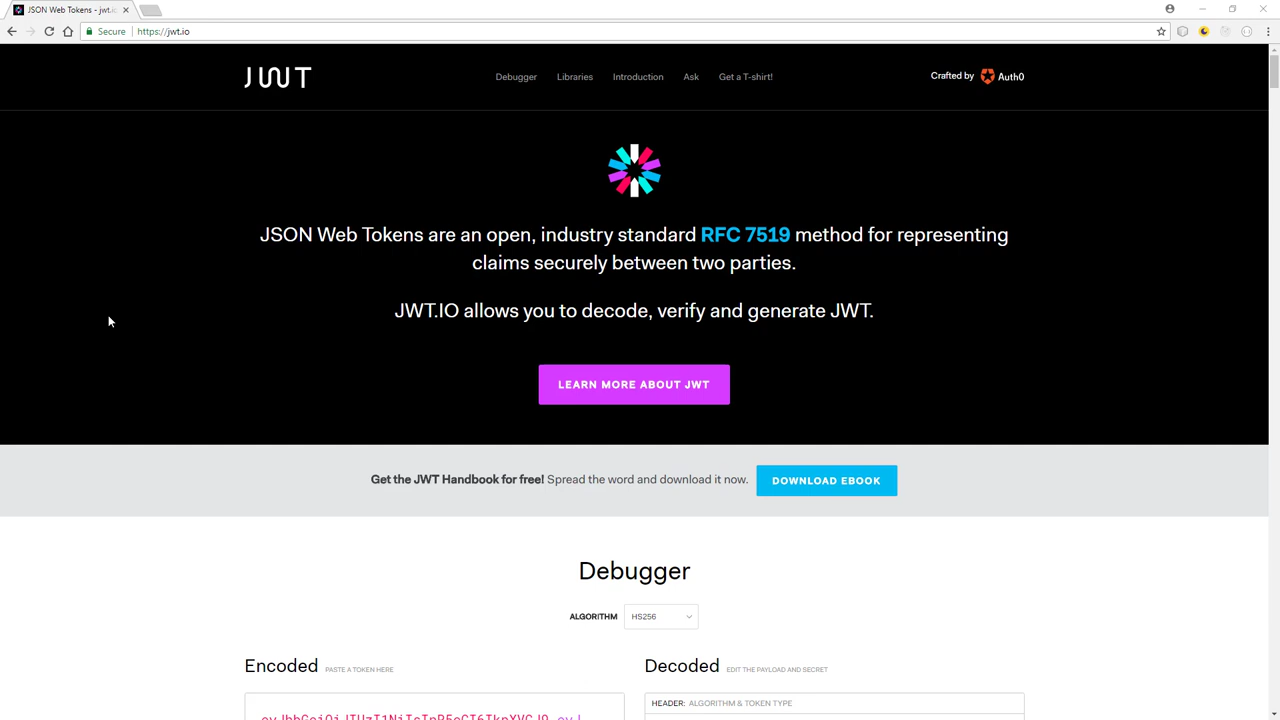 JSON Web Tokens - jwt.io
Secure
https://jwt.io
JWT
Debugger
Libraries
Introduction
Ask
Get a T-shirt!
Crafted by Auth0
JSON Web Tokens are an open, industry standard RFC 7519 method for representing
claims securely between two parties.
JWT.IO allows you to decode, verify and generate JWT.
LEARN MORE ABOUT JWT
Get the JWT Handbook for free! Spread the word and download it now.
DOWNLOAD EBOOK
Debugger
ALGORITHM
HS256
Encoded PASTE A TOKEN HERE
Decoded EDIT THE PAYLOAD AND SECRET
HEADER: ALGORITHM & TOKEN TYPE